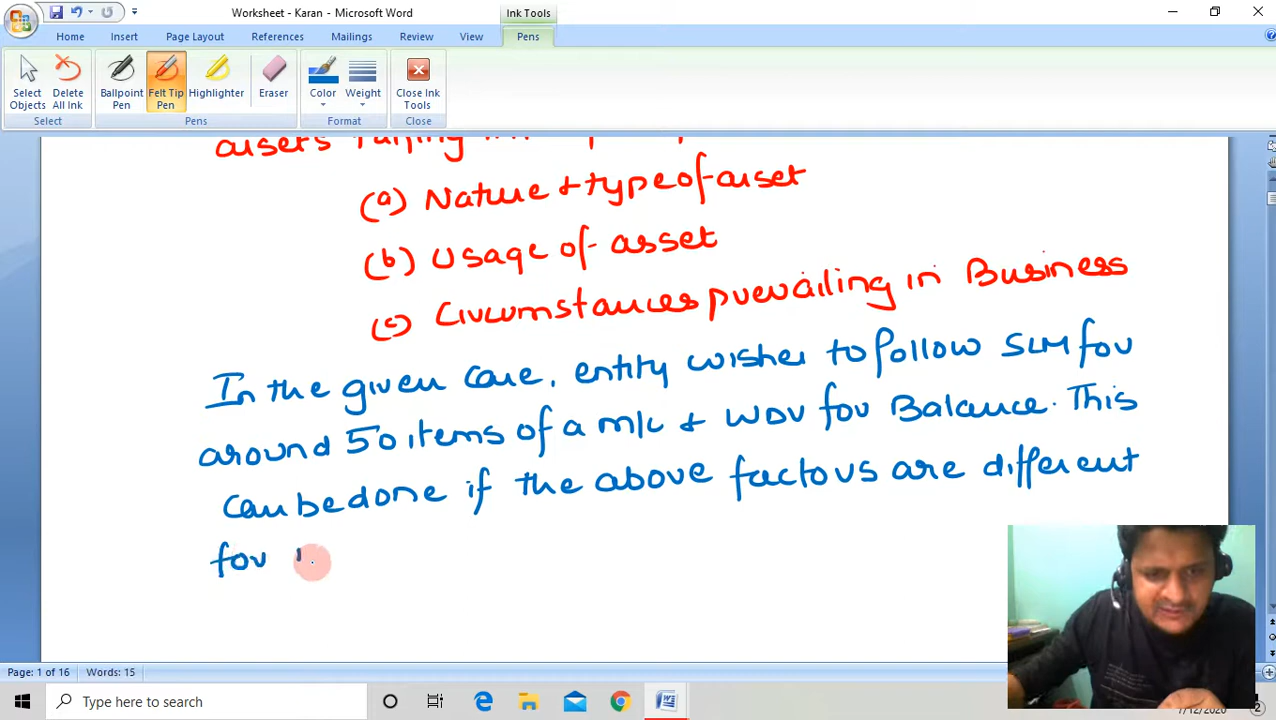 Worksheet - Karan - Microsoft Word
Ink Tools
Home Insert Page Layout References Mailings Review View Pens
Select Objects
Delete All Ink
Ballpoint Pen
Felt Tip Pen
Highlighter
Eraser
Color
Weight
Close Ink Tools
Select
Pens
Format
Close
assets
(a) Nature & type of asset
(b) Usage of asset
(c) Circumstances prevailing in Business
In the given case, entity wishes to follow SLM for
around 50 items of a m/c & WDV for Balance. This
can be done if the above factors are different
for
Page: 1 of 16 Words: 15
Type here to search
7/12/2020